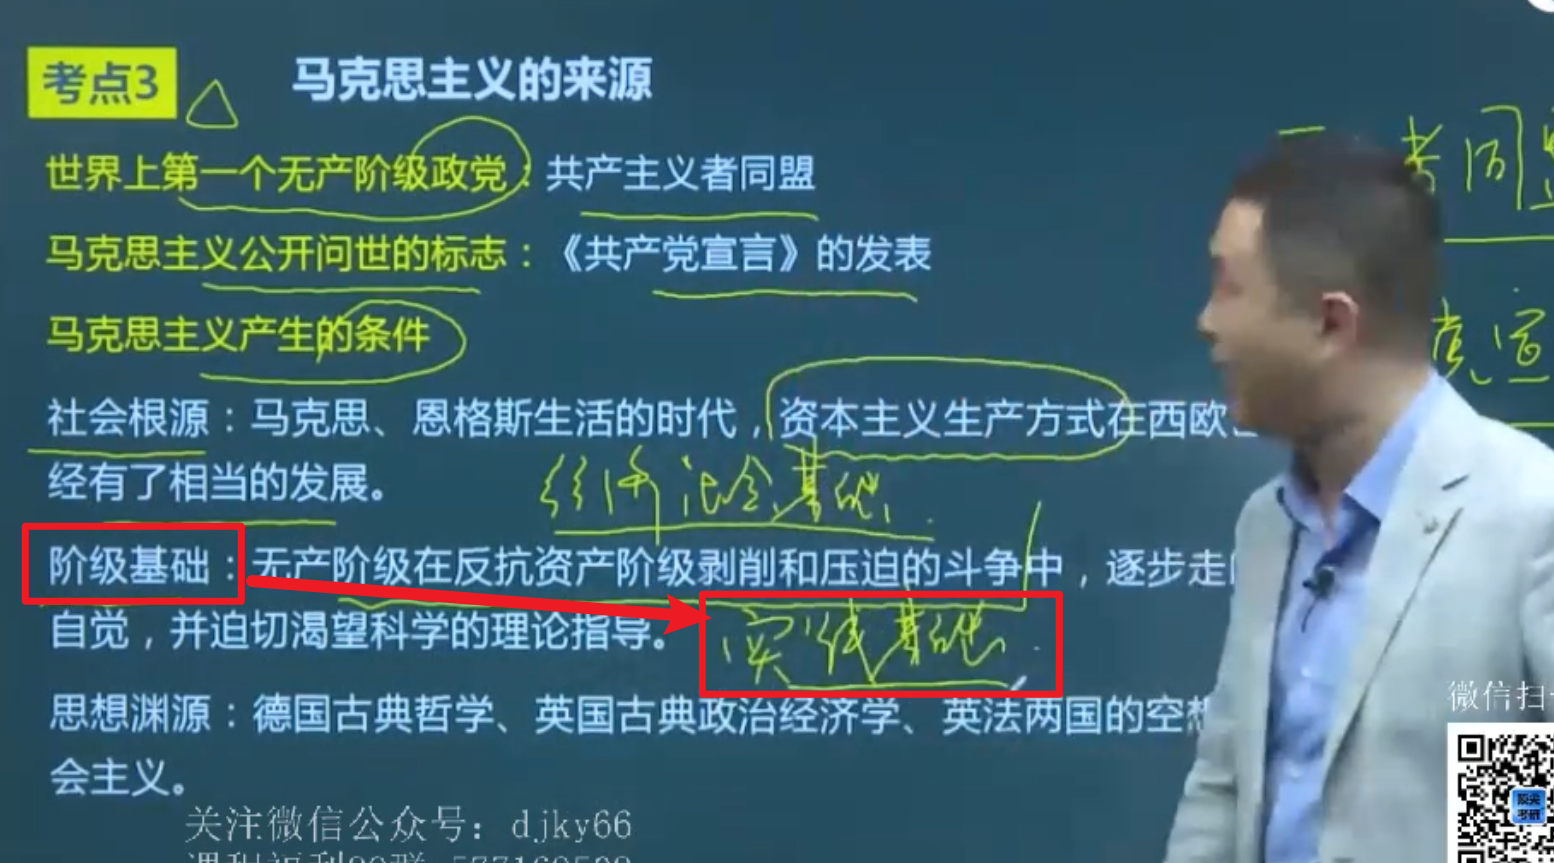 考点3 马克思主义的来源
世界上第一个无产阶级政党：共产主义者同盟
者同盟
马克思主义公开问世的标志：《共产党宣言》的发表
马克思主义产生的条件
党宣
社会根源：马克思、恩格斯生活的时代，资本主义生产方式在西欧
经有了相当的发展。
经济社会基础
阶级基础：无产阶级在反抗资产阶级剥削和压迫的斗争中，逐步走
自觉，并迫切渴望科学的理论指导。
实践基础
思想渊源：德国古典哲学、英国古典政治经济学、英法两国的空想
会主义。
微信扫
顶尖
考研
关注微信公众号：djky66